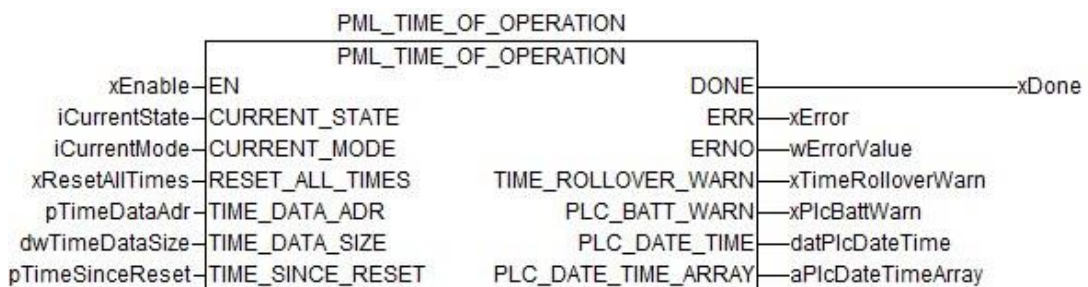 PML_TIME_OF_OPERATION
PML_TIME_OF_OPERATION
xEnable EN DONE xDone
iCurrentState CURRENT_STATE ERR xError
iCurrentMode CURRENT_MODE ERNO wErrorValue
xResetAllTimes RESET_ALL_TIMES TIME_ROLLOVER_WARN xTimeRolloverWarn
pTimeDataAdr TIME_DATA_ADR PLC_BATT_WARN xPlcBattWarn
dwTimeDataSize TIME_DATA_SIZE PLC_DATE_TIME datPlcDateTime
pTimeSinceReset TIME_SINCE_RESET PLC_DATE_TIME_ARRAY aPlcDateTimeArray